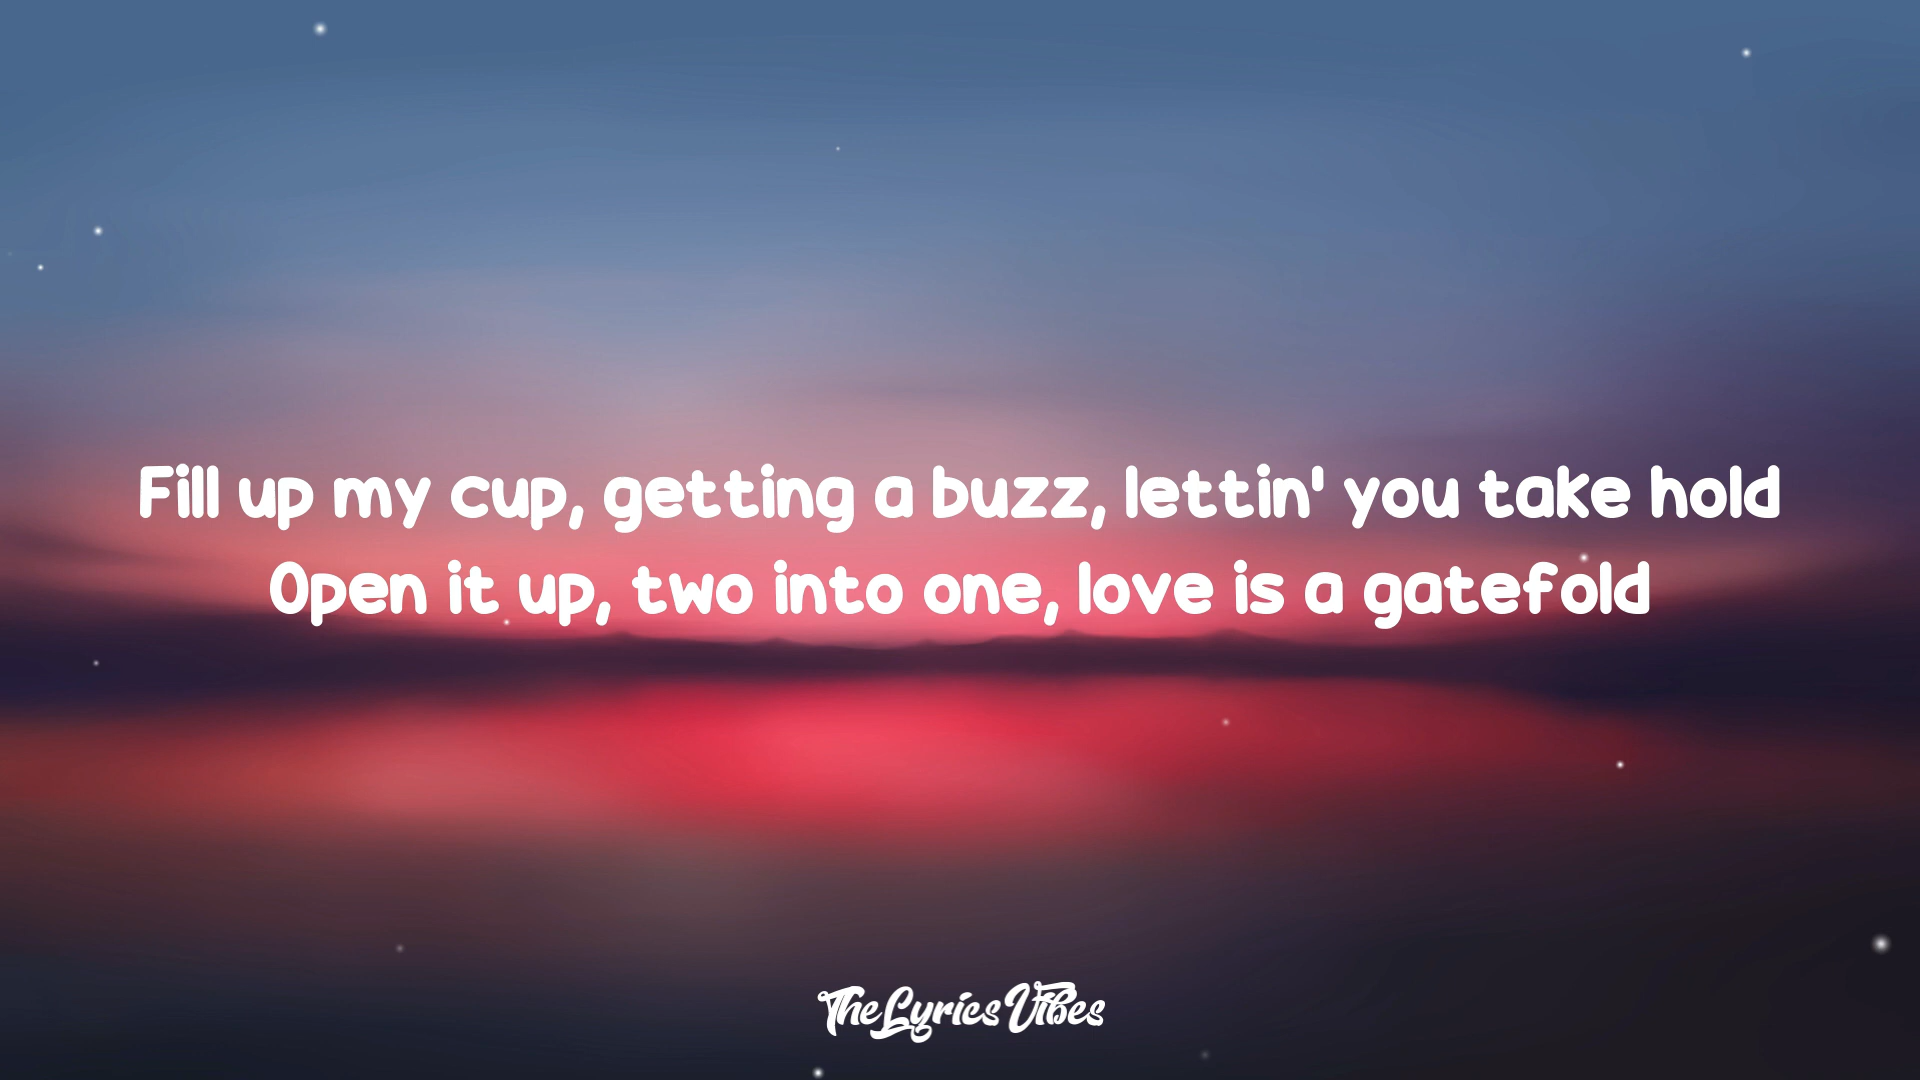 Fill up my cup, getting a buzz, lettin' you take hold
Open it up, two into one, love is a gatefold
TheLyricsVibes